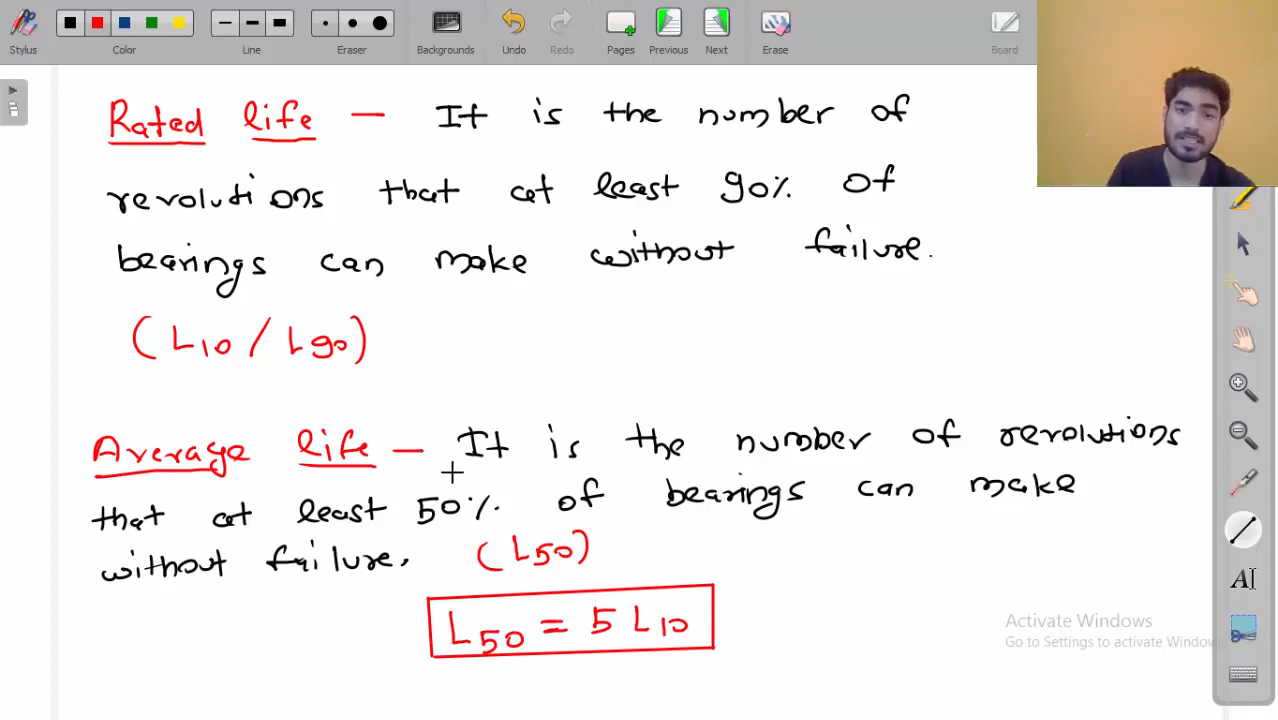 Stylus
Color
Line
Eraser
Backgrounds
Undo
Redo
Pages
Previous
Next
Erase
Board
Rated life — It is the number of
revolutions that at least 90% of
bearings can make without failure.
(L10 / L90)
Average life — It is the number of revolutions
that at least 50% of bearings can make
without failure. (L50)
L50 = 5 L10
Activate Windows
Go to Settings to activate Windows
AI